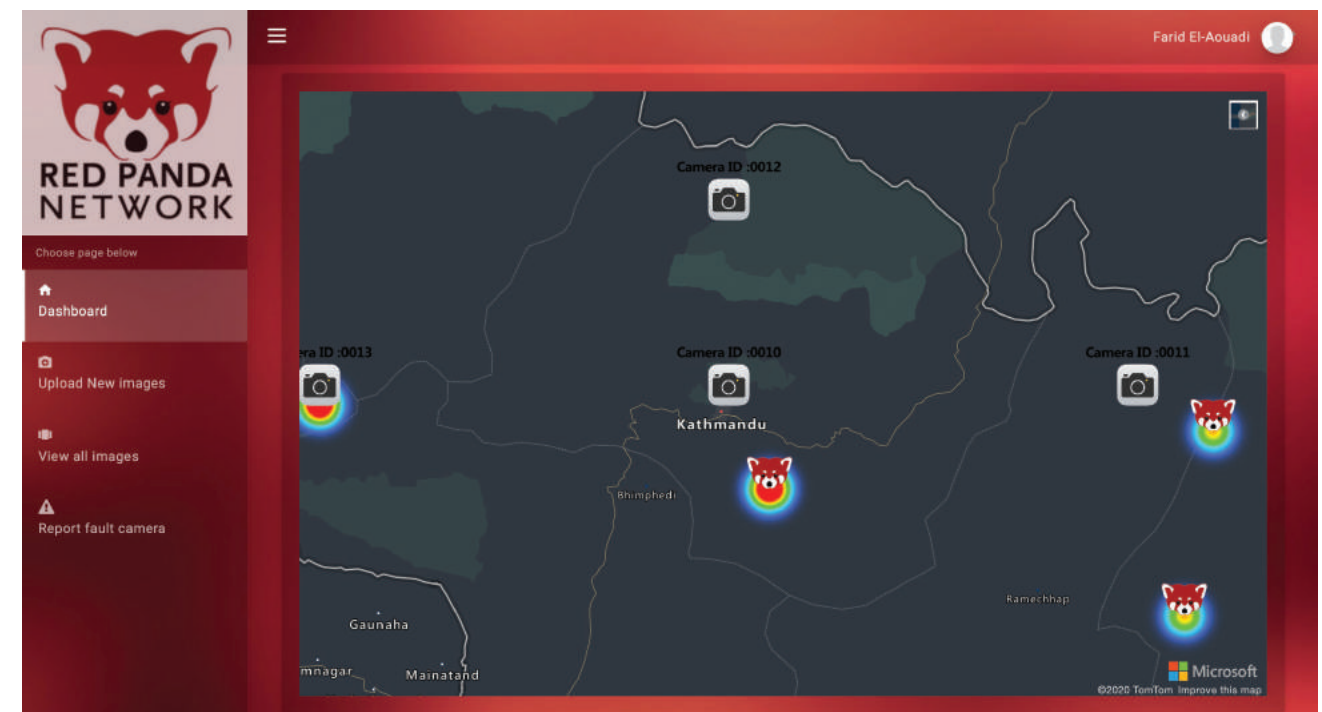 RED PANDA
NETWORK
Choose page below
Dashboard
Upload New images
View all images
Report fault camera
Farid El-Aouadi
Camera ID :0012
era ID :0013
Camera ID :0010
Camera ID :0011
Kathmandu
Bhimphedi
Ramechhap
Gaunaha
mnagar
Mainatand
Microsoft
©2020 TomTom Improve this map